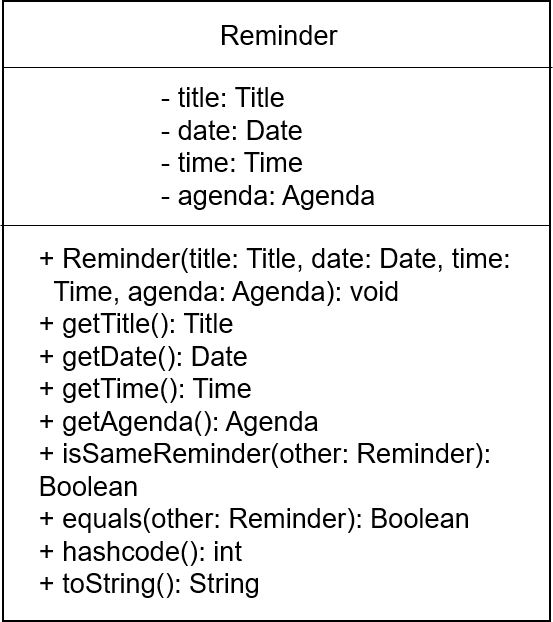 Reminder
- title: Title
- date: Date
- time: Time
- agenda: Agenda
+ Reminder(title: Title, date: Date, time:
Time, agenda: Agenda): void
+ getTitle(): Title
+ getDate(): Date
+ getTime(): Time
+ getAgenda(): Agenda
+ isSameReminder(other: Reminder):
Boolean
+ equals(other: Reminder): Boolean
+ hashcode(): int
+ toString(): String